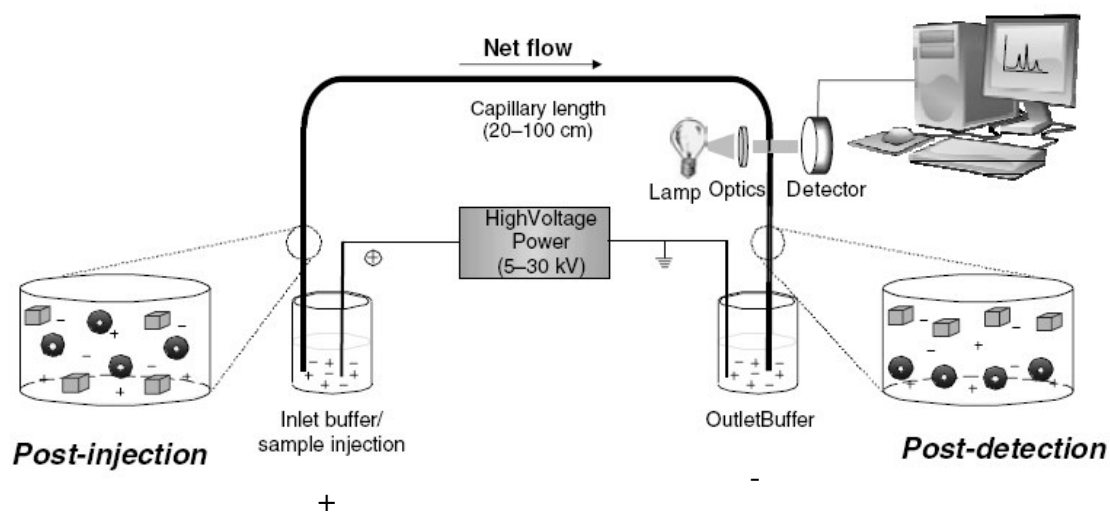 Net flow
Capillary length
(20–100 cm)
Lamp Optics Detector
HighVoltage
Power
(5–30 kV)
Inlet buffer/
sample injection
OutletBuffer
Post-injection
Post-detection
+
-